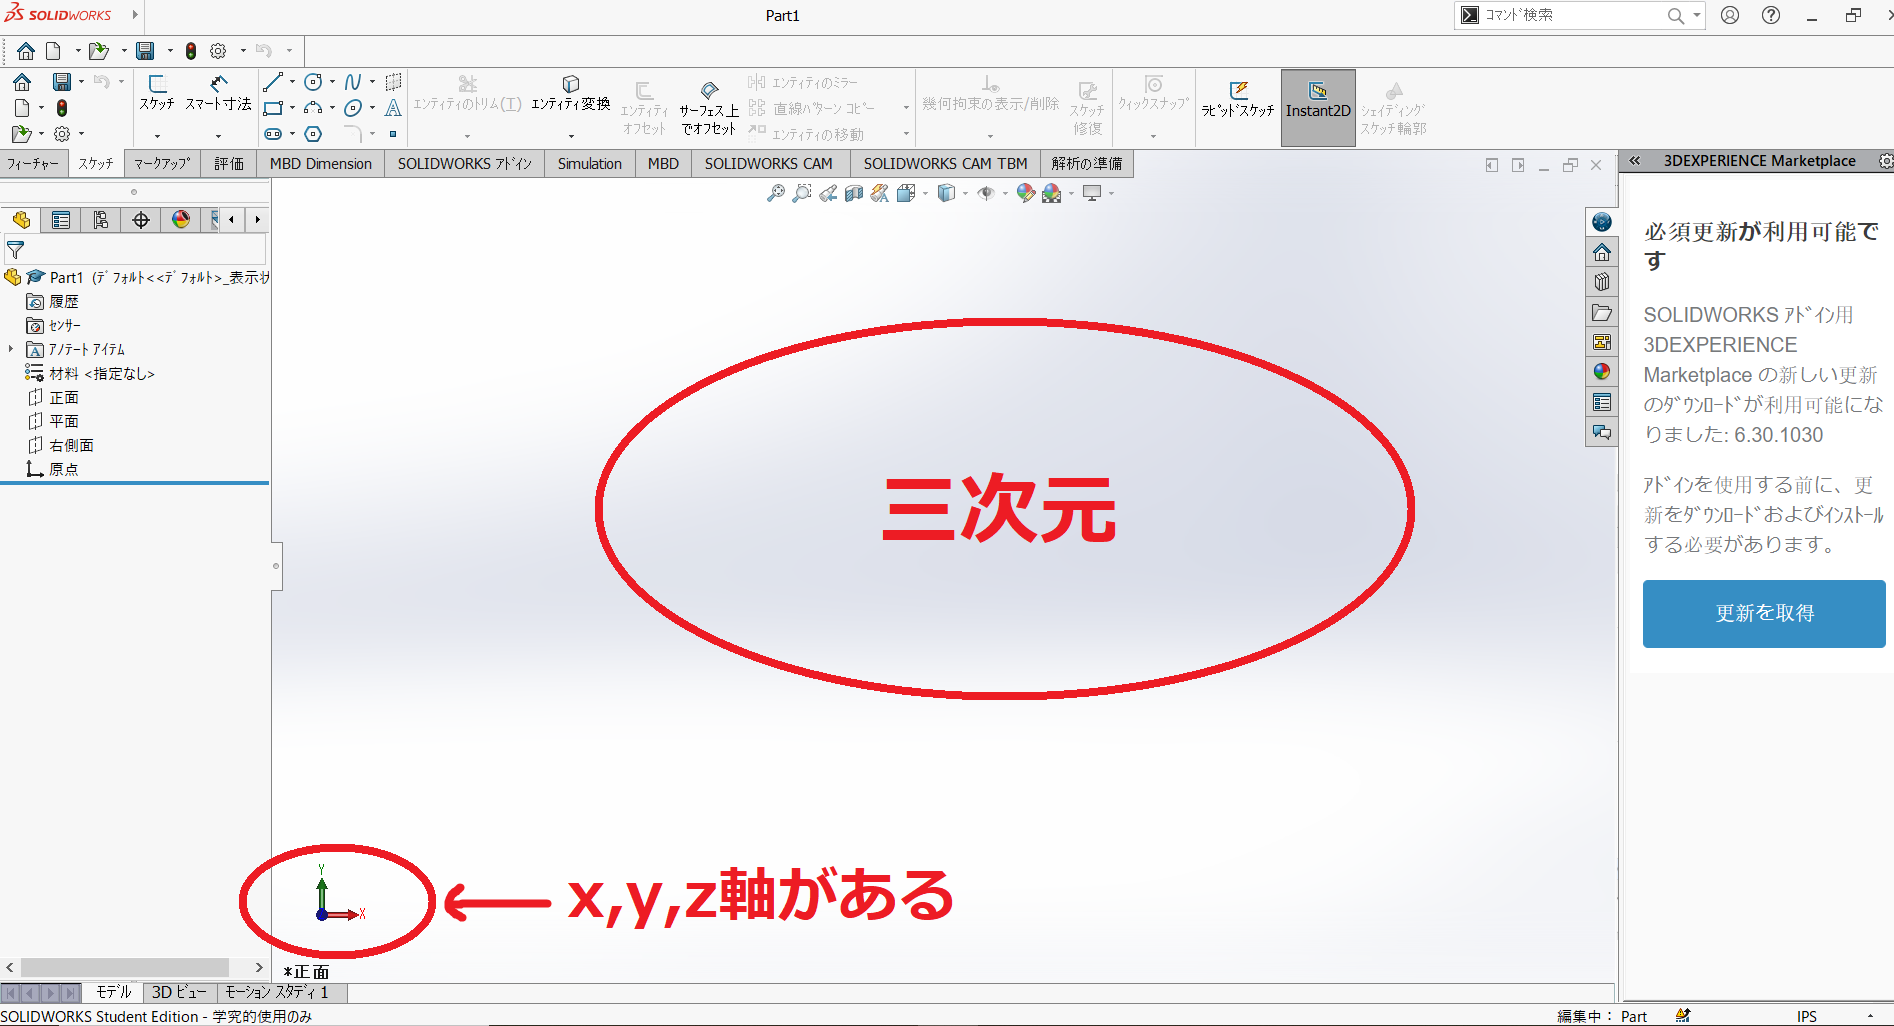 SOLIDWORKS
Part1
コマンド検索
スケッチ
スマート寸法
エンティティのトリム(T)
エンティティ変換
エンティティ
オフセット
サーフェス上
でオフセット
エンティティのミラー
直線パターン コピー
エンティティの移動
幾何拘束の表示/削除
スケッチ
修復
クィックスナップ
ラピッドスケッチ
Instant2D
シェイディング
スケッチ輪郭
フィーチャー
スケッチ
マークアップ
評価
MBD Dimension
SOLIDWORKS アドイン
Simulation
MBD
SOLIDWORKS CAM
SOLIDWORKS CAM TBM
解析の準備
3DEXPERIENCE Marketplace
Part1 (デフォルト<<デフォルト>_表示状
履歴
センサー
アノテート アイテム
材料 <指定なし>
正面
平面
右側面
原点
必須更新が利用可能で
す
SOLIDWORKS アドイン用
3DEXPERIENCE
Marketplace の新しい更新
のダウンロードが利用可能にな
りました: 6.30.1030
アドインを使用する前に、更
新をダウンロードおよびインストール
する必要があります。
更新を取得
三次元
Y
X
x,y,z軸がある
*正面
モデル
3D ビュー
モーション スタディ 1
SOLIDWORKS Student Edition - 学究的使用のみ
編集中： Part
IPS